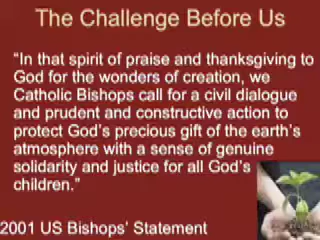 The Challenge Before Us
“In that spirit of praise and thanksgiving to
God for the wonders of creation, we
Catholic Bishops call for a civil dialogue
and prudent and constructive action to
protect God’s precious gift of the earth’s
atmosphere with a sense of genuine
solidarity and justice for all God’s
children.”
2001 US Bishops’ Statement